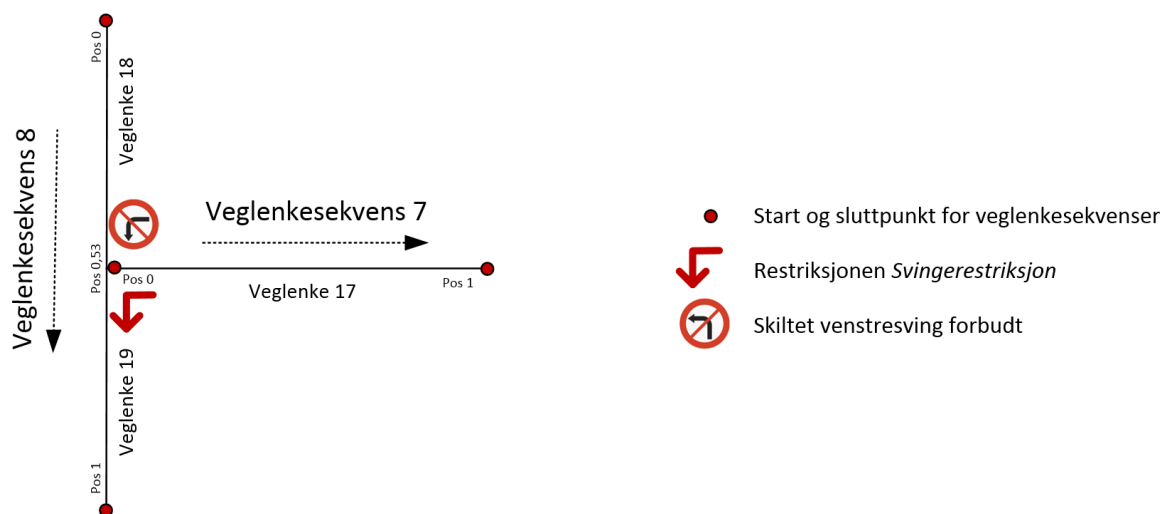 Pos 0
Veglenke 18
Veglenkesekvens 8
Veglenkesekvens 7
Pos 0,53
Pos 0
Veglenke 17
Pos 1
Veglenke 19
Pos 1
Start og sluttpunkt for veglenkesekvenser
Restriksjonen Svingerestriksjon
Skiltet venstresving forbudt